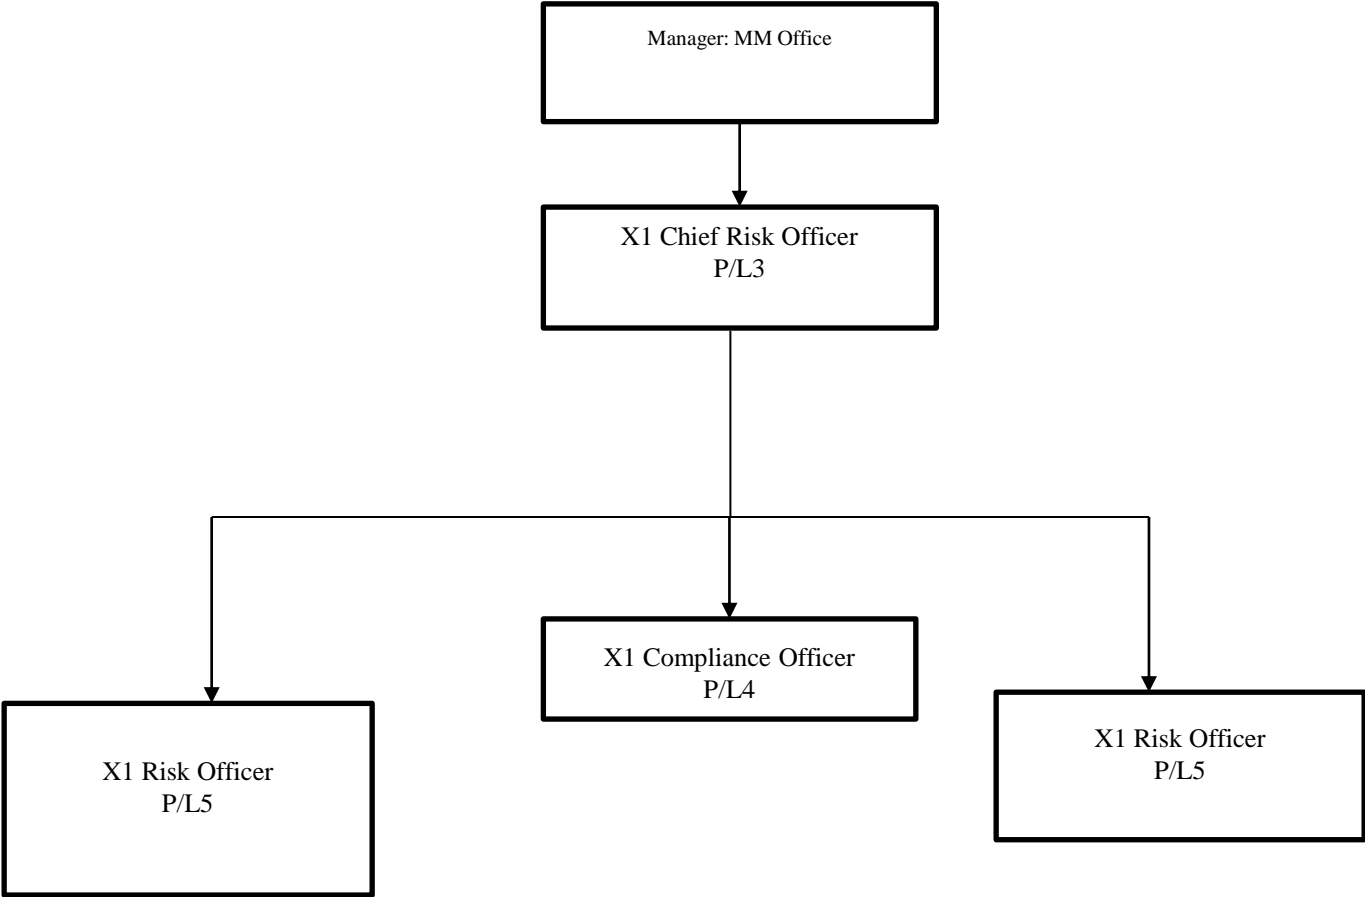 Manager: MM Office
X1 Chief Risk Officer
P/L3
X1 Compliance Officer
P/L4
X1 Risk Officer
P/L5
X1 Risk Officer
P/L5